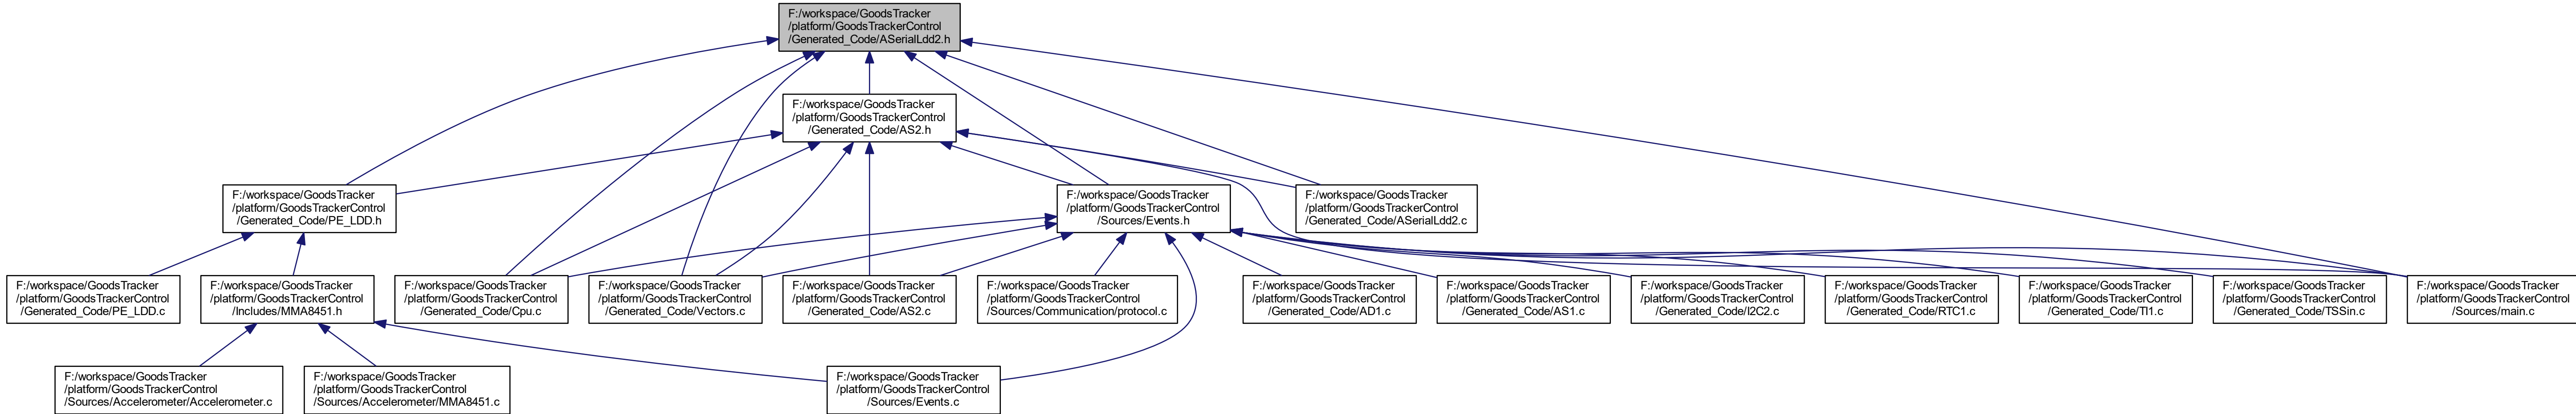 F:/workspace/GoodsTracker
/platform/GoodsTrackerControl
/Generated_Code/ASerialLdd2.h
F:/workspace/GoodsTracker
/platform/GoodsTrackerControl
/Generated_Code/AS2.h
F:/workspace/GoodsTracker
/platform/GoodsTrackerControl
/Generated_Code/PE_LDD.h
F:/workspace/GoodsTracker
/platform/GoodsTrackerControl
/Sources/Events.h
F:/workspace/GoodsTracker
/platform/GoodsTrackerControl
/Generated_Code/ASerialLdd2.c
F:/workspace/GoodsTracker
/platform/GoodsTrackerControl
/Generated_Code/PE_LDD.c
F:/workspace/GoodsTracker
/platform/GoodsTrackerControl
/Includes/MMA8451.h
F:/workspace/GoodsTracker
/platform/GoodsTrackerControl
/Generated_Code/Cpu.c
F:/workspace/GoodsTracker
/platform/GoodsTrackerControl
/Generated_Code/Vectors.c
F:/workspace/GoodsTracker
/platform/GoodsTrackerControl
/Generated_Code/AS2.c
F:/workspace/GoodsTracker
/platform/GoodsTrackerControl
/Sources/Communication/protocol.c
F:/workspace/GoodsTracker
/platform/GoodsTrackerControl
/Generated_Code/AD1.c
F:/workspace/GoodsTracker
/platform/GoodsTrackerControl
/Generated_Code/AS1.c
F:/workspace/GoodsTracker
/platform/GoodsTrackerControl
/Generated_Code/I2C2.c
F:/workspace/GoodsTracker
/platform/GoodsTrackerControl
/Generated_Code/RTC1.c
F:/workspace/GoodsTracker
/platform/GoodsTrackerControl
/Generated_Code/TI1.c
F:/workspace/GoodsTracker
/platform/GoodsTrackerControl
/Generated_Code/TSSin.c
F:/workspace/GoodsTracker
/platform/GoodsTrackerControl
/Sources/main.c
F:/workspace/GoodsTracker
/platform/GoodsTrackerControl
/Sources/Accelerometer/Accelerometer.c
F:/workspace/GoodsTracker
/platform/GoodsTrackerControl
/Sources/Accelerometer/MMA8451.c
F:/workspace/GoodsTracker
/platform/GoodsTrackerControl
/Sources/Events.c